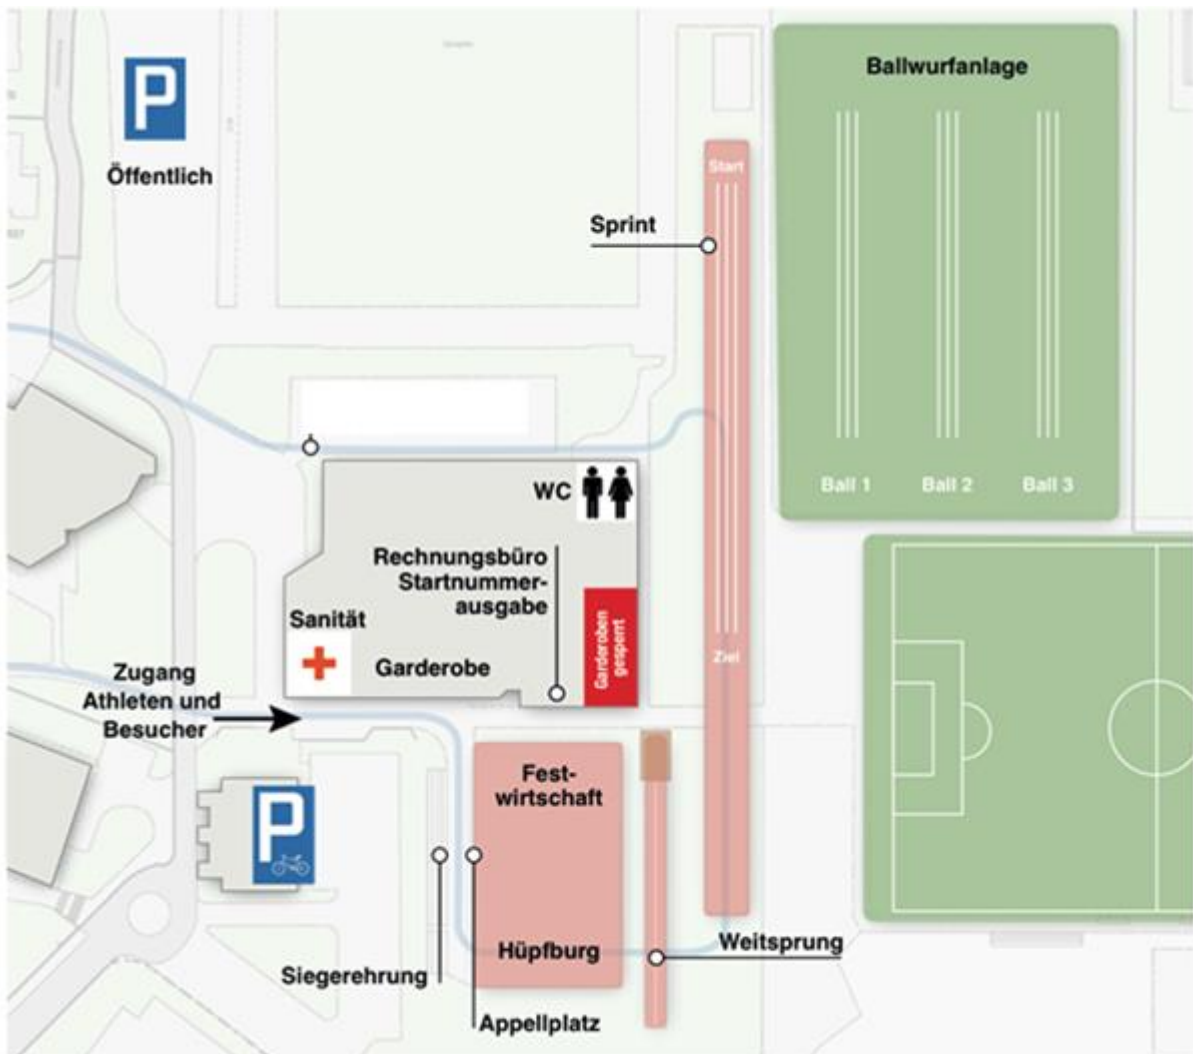 P
Öffentlich
Ballwurfanlage
Start
Sprint
Ball 1
Ball 2
Ball 3
WC
Rechnungsbüro
Startnummer-
ausgabe
Garderoben
gesperrt
Sanität
Garderobe
Ziel
Zugang
Athleten und
Besucher
P
Fest-
wirtschaft
Hüpfburg
Weitsprung
Siegerehrung
Appellplatz